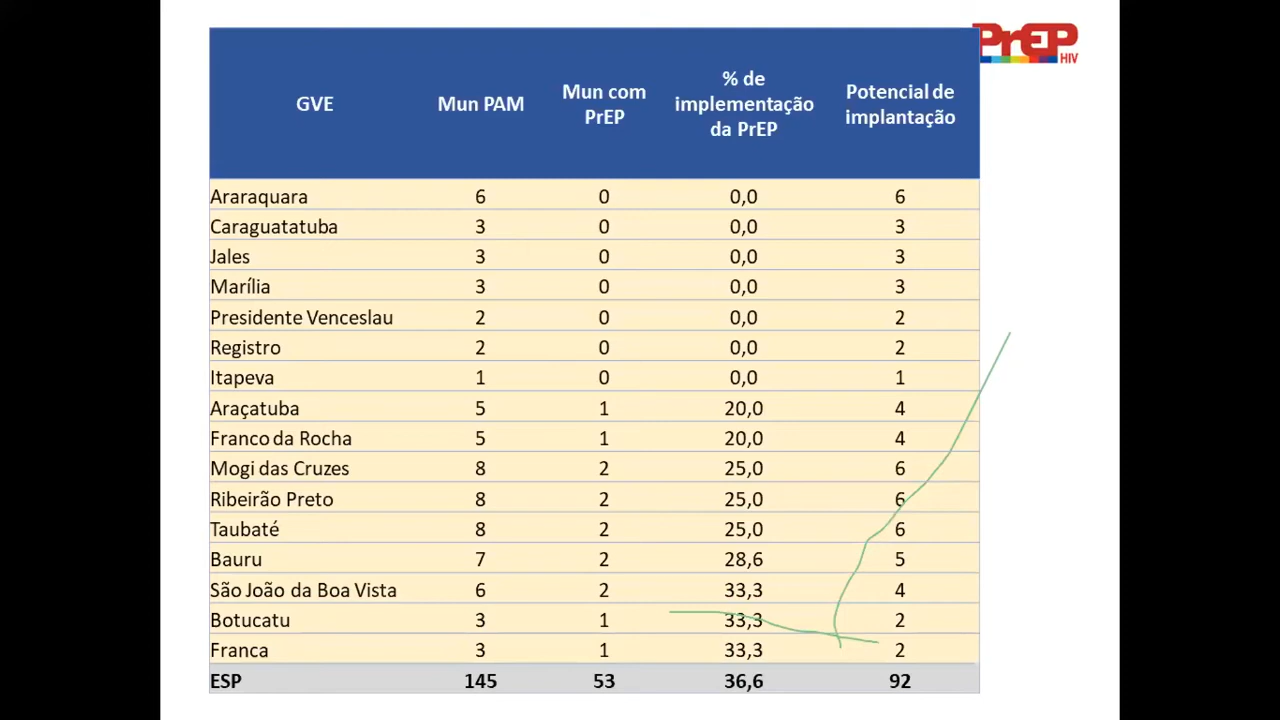 PrEP
HIV
GVE Mun PAM Mun com PrEP % de implementação da PrEP Potencial de implantação
Araraquara 6 0 0,0 6
Caraguatatuba 3 0 0,0 3
Jales 3 0 0,0 3
Marília 3 0 0,0 3
Presidente Venceslau 2 0 0,0 2
Registro 2 0 0,0 2
Itapeva 1 0 0,0 1
Araçatuba 5 1 20,0 4
Franco da Rocha 5 1 20,0 4
Mogi das Cruzes 8 2 25,0 6
Ribeirão Preto 8 2 25,0 6
Taubaté 8 2 25,0 6
Bauru 7 2 28,6 5
São João da Boa Vista 6 2 33,3 4
Botucatu 3 1 33,3 2
Franca 3 1 33,3 2
ESP 145 53 36,6 92